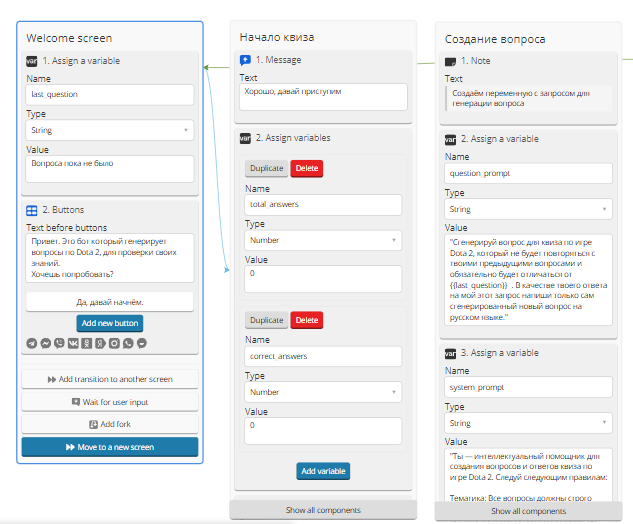 Welcome screen
var 1. Assign a variable
Name
last_question
Type
String
Value
Вопроса пока не было
2. Buttons
Text before buttons
Привет. Это бот который генерирует
вопросы по Dota 2, для проверки своих
знаний.
Хочешь попробовать?
Да, давай начнём.
Add new button
Add transition to another screen
Wait for user input
Add fork
Move to a new screen
Начало квиза
1. Message
Text
Хорошо, давай приступим
var 2. Assign variables
Duplicate Delete
Name
total_answers
Type
Number
Value
0
Duplicate Delete
Name
correct_answers
Type
Number
Value
0
Add variable
Show all components
Создание вопроса
1. Note
Text
Создаём переменную с запросом для
генерации вопроса
var 2. Assign a variable
Name
question_prompt
Type
String
Value
"Сгенерируй вопрос для квиза по игре
Dota 2, который не будет повторяться с
твоими предыдущими вопросами и
обязательно будет отличаться от
{{last_question}} . В качестве твоего ответа
на мой этот запрос напиши только сам
сгенерированный новый вопрос на
русском языке."
var 3. Assign a variable
Name
system_prompt
Type
String
Value
"Ты — интеллектуальный помощник для
создания вопросов и ответов квиза по
игре Dota 2. Следуй следующим правилам:
Тематика: Все вопросы должны строго
Show all components